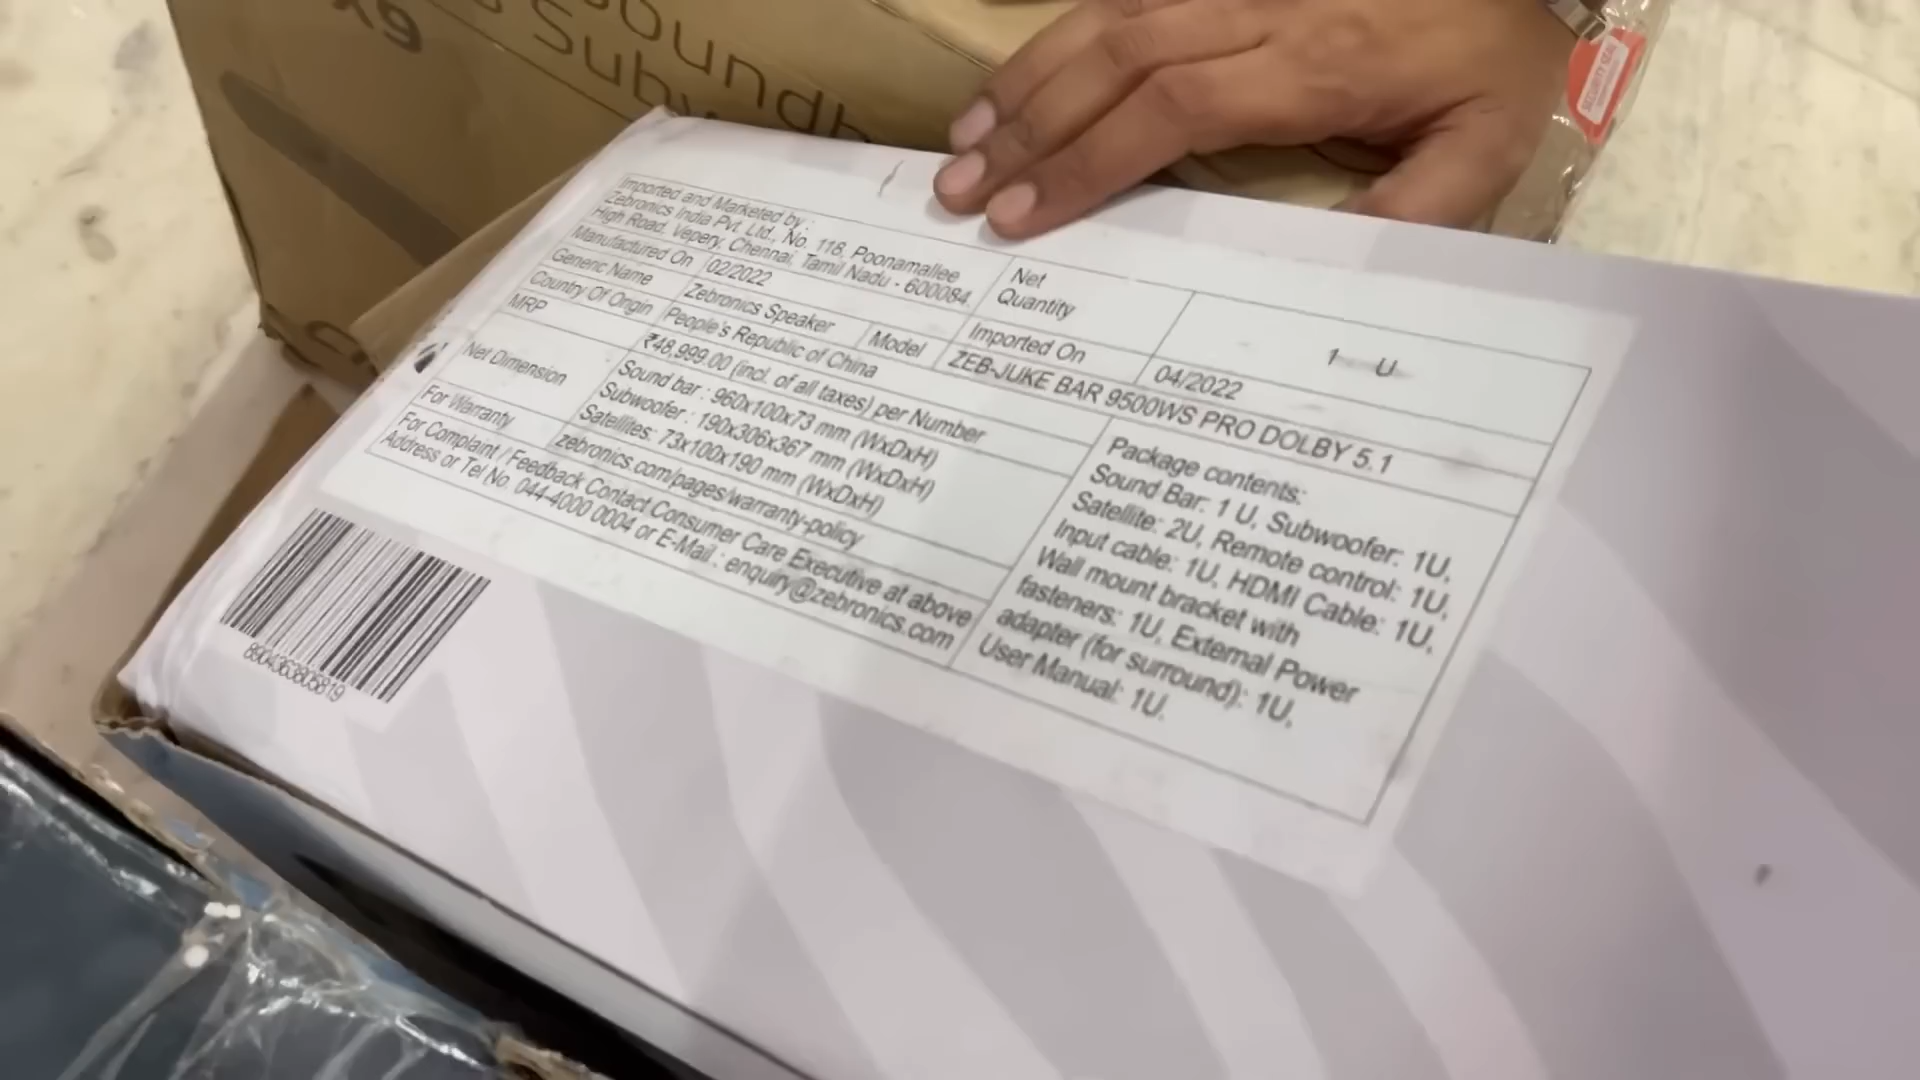 X9
Sound
Subw
SECURITY SEAL
Imported and Marketed by :
Zebronics India Pvt. Ltd., No. 118, Poonamallee
High Road, Vepery, Chennai, Tamil Nadu - 600084.
Net
Quantity
1 U
Manufactured On 02/2022
Imported On 04/2022
Generic Name Zebronics Speaker
Model ZEB-JUKE BAR 9500WS PRO DOLBY 5.1
Country Of Origin People's Republic of China
MRP ₹48,999.00 (incl. of all taxes) per Number
Net Dimension
Sound bar : 960x100x73 mm (WxDxH)
Subwoofer : 190x306x367 mm (WxDxH)
Satellites: 73x100x190 mm (WxDxH)
For Warranty zebronics.com/pages/warranty-policy
For Complaint / Feedback Contact Consumer Care Executive at above
Address or Tel No. 044-4000 0004 or E-Mail : enquiry@zebronics.com
Package contents:
Sound Bar: 1 U, Subwoofer: 1U,
Satellite: 2U, Remote control: 1U,
Input cable: 1U, HDMI Cable: 1U,
Wall mount bracket with
fasteners: 1U, External Power
adapter (for surround): 1U,
User Manual: 1U.
8904363805819